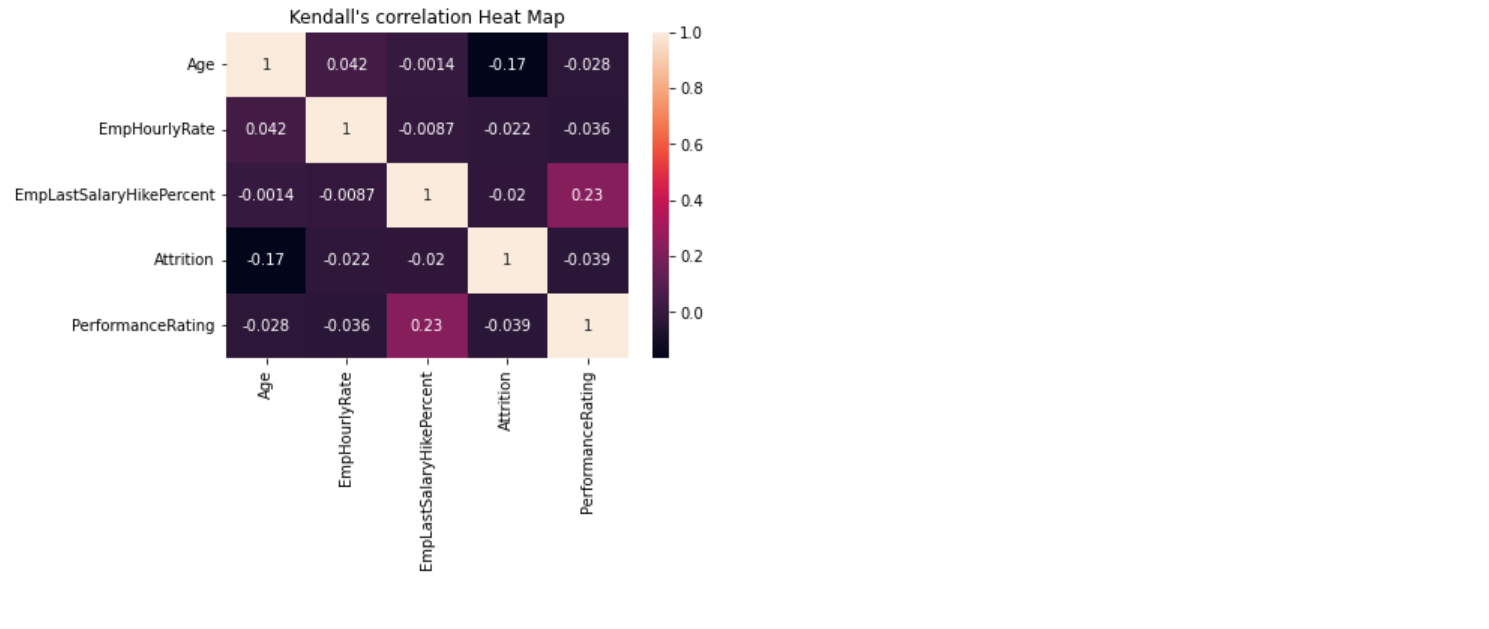 Kendall's correlation Heat Map
Age 1 0.042 -0.0014 -0.17 -0.028
EmpHourlyRate 0.042 1 -0.0087 -0.022 -0.036
EmpLastSalaryHikePercent -0.0014 -0.0087 1 -0.02 0.23
Attrition -0.17 -0.022 -0.02 1 -0.039
PerformanceRating -0.028 -0.036 0.23 -0.039 1
Age
EmpHourlyRate
EmpLastSalaryHikePercent
Attrition
PerformanceRating
1.0
0.8
0.6
0.4
0.2
0.0